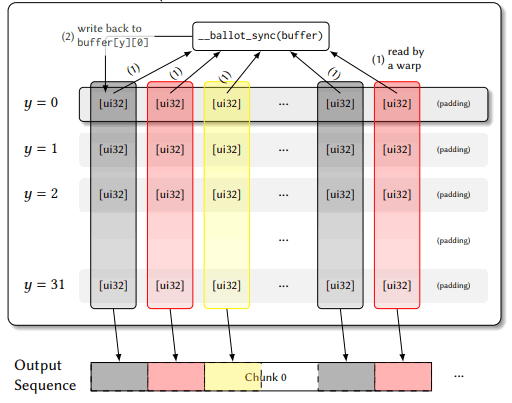 (2) write back to
buffer[y][0]
__ballot_sync(buffer)
(1) read by
a warp
(1) (1) (1) (1)
y = 0 [ui32] [ui32] [ui32] ... [ui32] [ui32] (padding)
y = 1 [ui32] [ui32] [ui32] ... [ui32] [ui32] (padding)
y = 2 [ui32] [ui32] [ui32] ... [ui32] [ui32] (padding)
... (padding)
y = 31 [ui32] [ui32] [ui32] ... [ui32] [ui32] (padding)
Output
Sequence
Chunk 0 ...